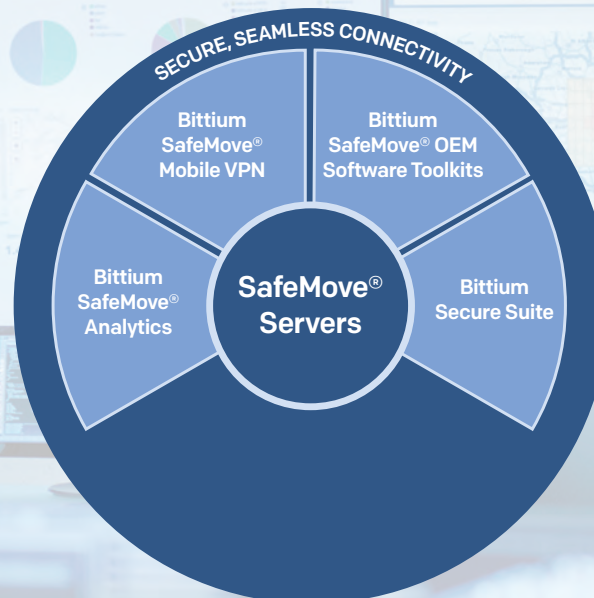 SECURE, SEAMLESS CONNECTIVITY
Bittium
SafeMove®
Mobile VPN
Bittium
SafeMove® OEM
Software Toolkits
Bittium
SafeMove®
Analytics
SafeMove®
Servers
Bittium
Secure Suite